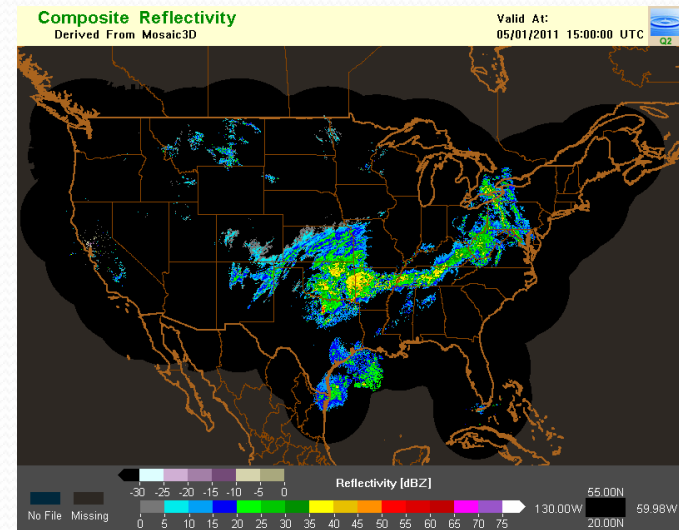 Composite Reflectivity
Derived From Mosaic3D
Valid At:
05/01/2011 15:00:00 UTC
Q2
-30 -25 -20 -15 -10 -5 0
Reflectivity [dBZ]
No File Missing
0 5 10 15 20 25 30 35 40 45 50 55 60 65 70 75
55.00N
130.00W 59.98W
20.00N